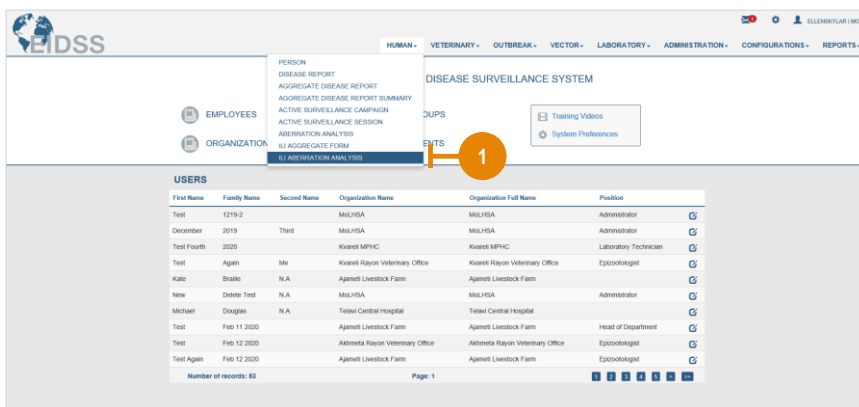 2
ELLENSKYLAR | MO
EIDSS
HUMAN VETERINARY OUTBREAK VECTOR LABORATORY ADMINISTRATION CONFIGURATIONS REPORTS
PERSON
DISEASE REPORT
AGGREGATE DISEASE REPORT
AGGREGATE DISEASE REPORT SUMMARY
ACTIVE SURVEILLANCE CAMPAIGN
ACTIVE SURVEILLANCE SESSION
ABERRATION ANALYSIS
ILI AGGREGATE FORM
ILI ABERRATION ANALYSIS
1
DISEASE SURVEILLANCE SYSTEM
EMPLOYEES OUPS Training Videos
ORGANIZATION ENTS System Preferences
USERS
First Name Family Name Second Name Organization Name Organization Full Name Position
Test 1219-2 MoLHSA MoLHSA Administrator
December 2019 Third MoLHSA MoLHSA Administrator
Test Fourth 2020 Kvareli MPHC Kvareli MPHC Laboratory Technician
Test Again Me Kvareli Rayon Veterinary Office Kvareli Rayon Veterinary Office Epizootologist
Kate Braille N.A Ajameti Livestock Farm Ajameti Livestock Farm
New Delete Test N.A MoLHSA MoLHSA Administrator
Michael Douglas N.A Telavi Central Hospital Telavi Central Hospital
Test Feb 11 2020 Ajameti Livestock Farm Ajameti Livestock Farm Head of Department
Test Feb 12 2020 Akhmeta Rayon Veterinary Office Akhmeta Rayon Veterinary Office Epizootologist
Test Again Feb 12 2020 Ajameti Livestock Farm Ajameti Livestock Farm Epizootologist
Number of records: 83 Page: 1 1 2 3 4 5 > >>